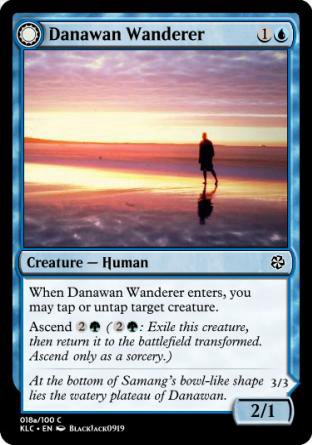 Danawan Wanderer 1
Creature — Human
When Danawan Wanderer enters, you
may tap or untap target creature.
Ascend 2 ( 2 : Exile this creature,
then return it to the battlefield transformed.
Ascend only as a sorcery.)
At the bottom of Samang's bowl-like shape
lies the watery plateau of Danawan.
3/3
2/1
018a/100 C
KLC • EN BlackJack0919